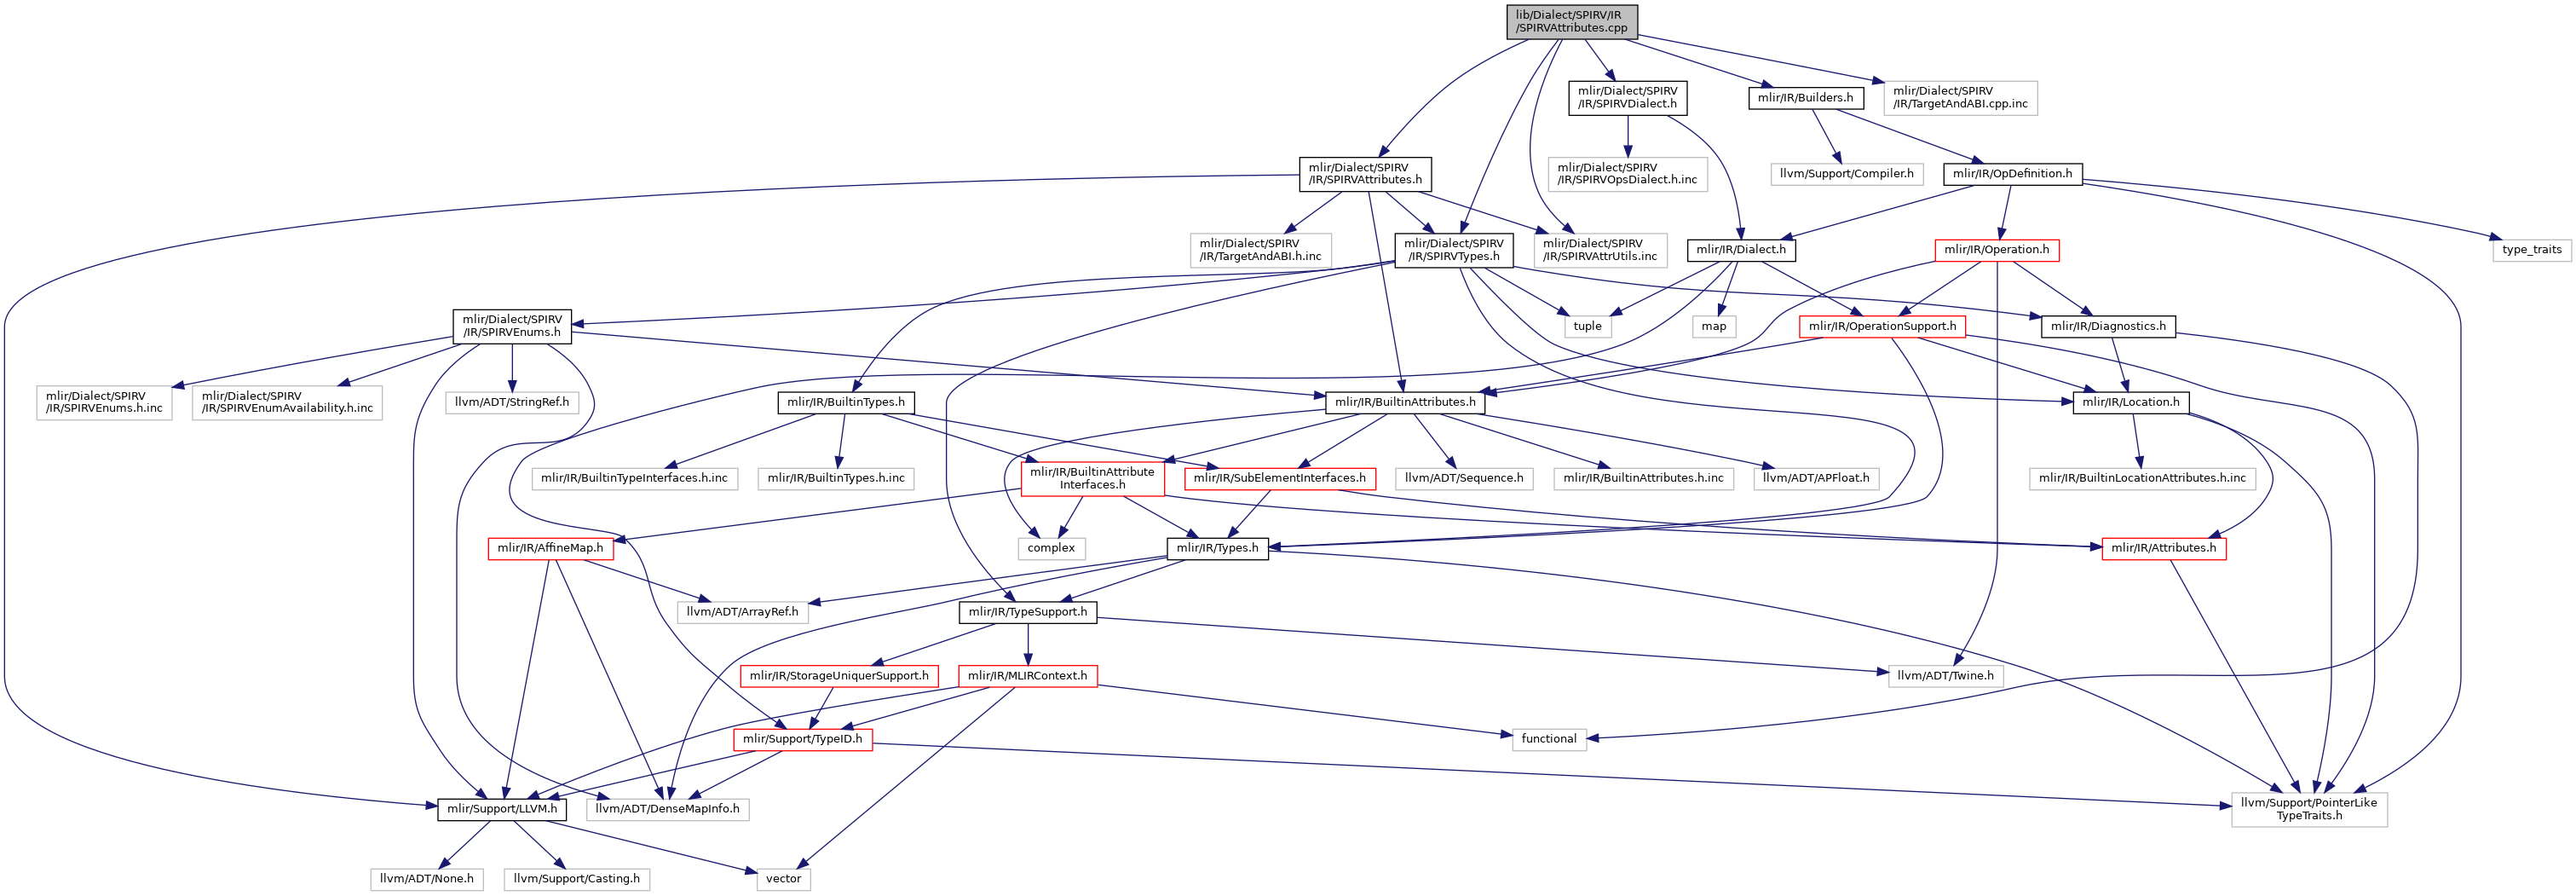 lib/Dialect/SPIRV/IR
/SPIRVAttributes.cpp
mlir/Dialect/SPIRV
/IR/SPIRVDialect.h
mlir/IR/Builders.h
mlir/Dialect/SPIRV
/IR/TargetAndABI.cpp.inc
mlir/Dialect/SPIRV
/IR/SPIRVAttributes.h
mlir/Dialect/SPIRV
/IR/SPIRVOpsDialect.h.inc
llvm/Support/Compiler.h
mlir/IR/OpDefinition.h
mlir/Dialect/SPIRV
/IR/TargetAndABI.h.inc
mlir/Dialect/SPIRV
/IR/SPIRVTypes.h
mlir/Dialect/SPIRV
/IR/SPIRVAttrUtils.inc
mlir/IR/Dialect.h
mlir/IR/Operation.h
type_traits
mlir/Dialect/SPIRV
/IR/SPIRVEnums.h
tuple
map
mlir/IR/OperationSupport.h
mlir/IR/Diagnostics.h
mlir/Dialect/SPIRV
/IR/SPIRVEnums.h.inc
mlir/Dialect/SPIRV
/IR/SPIRVEnumAvailability.h.inc
llvm/ADT/StringRef.h
mlir/IR/BuiltinTypes.h
mlir/IR/BuiltinAttributes.h
mlir/IR/Location.h
mlir/IR/BuiltinTypeInterfaces.h.inc
mlir/IR/BuiltinTypes.h.inc
mlir/IR/BuiltinAttribute
Interfaces.h
mlir/IR/SubElementInterfaces.h
llvm/ADT/Sequence.h
mlir/IR/BuiltinAttributes.h.inc
llvm/ADT/APFloat.h
mlir/IR/BuiltinLocationAttributes.h.inc
mlir/IR/AffineMap.h
complex
mlir/IR/Types.h
mlir/IR/Attributes.h
llvm/ADT/ArrayRef.h
mlir/IR/TypeSupport.h
mlir/IR/StorageUniquerSupport.h
mlir/IR/MLIRContext.h
llvm/ADT/Twine.h
mlir/Support/TypeID.h
functional
mlir/Support/LLVM.h
llvm/ADT/DenseMapInfo.h
llvm/Support/PointerLike
TypeTraits.h
llvm/ADT/None.h
llvm/Support/Casting.h
vector